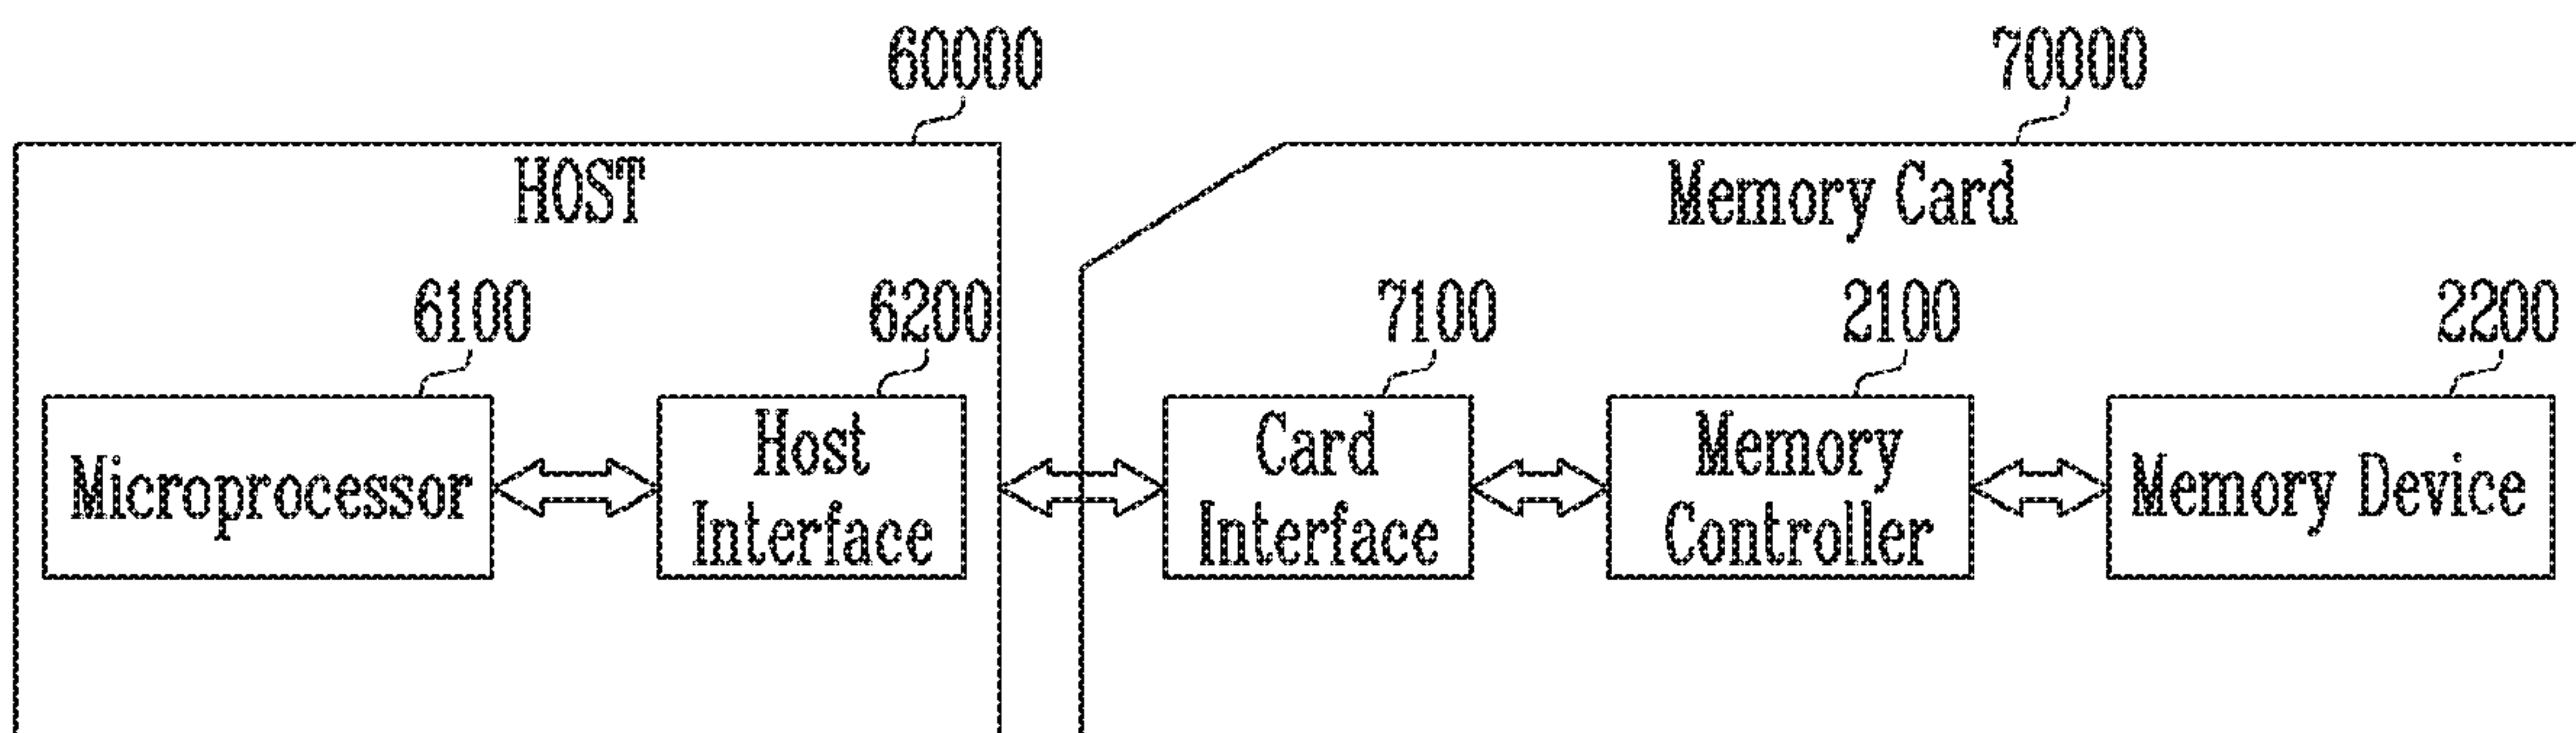 60000
70000
HOST
Memory Card
6100
6200
7100
2100
2200
Microprocessor
Host
Interface
Card
Interface
Memory
Controller
Memory Device